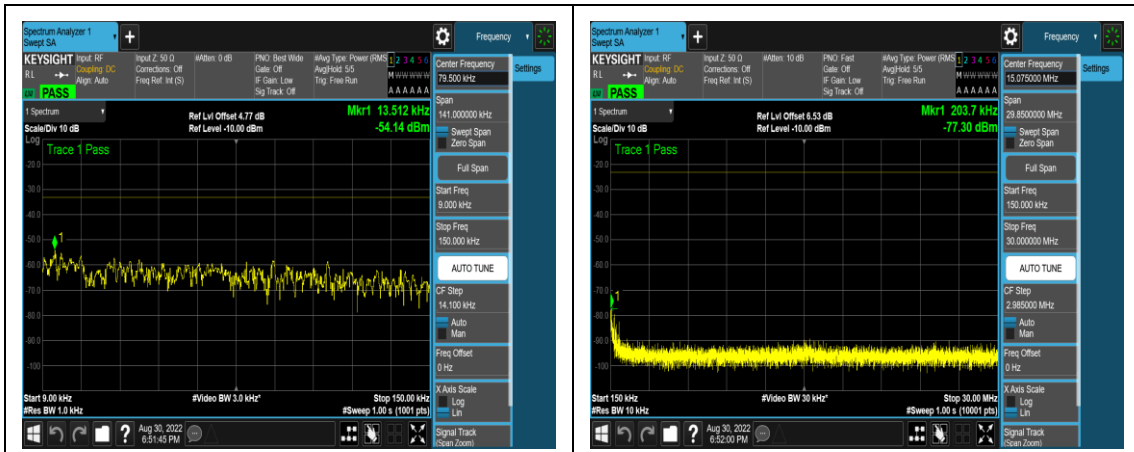 Spectrum Analyzer 1
Swept SA
Frequency
KEYSIGHT
Input: RF
Coupling: DC
Align: Auto
Input Z: 50 Ω
Corrections: Off
Freq Ref: Int (S)
#Atten: 0 dB
PNO: Best Wide
Gate: Off
IF Gain: Low
Sig Track: Off
#Avg Type: Power (RMS
Avg|Hold: 5/5
Trig: Free Run
1 2 3 4 5 6
M W W W W W
A A A A A A
RL
LXI PASS
1 Spectrum
Scale/Div 10 dB
Log
Ref Lvl Offset 4.77 dB
Ref Level -10.00 dBm
Mkr1 13.512 kHz
-54.14 dBm
Trace 1 Pass
-20.0
-30.0
-40.0
-50.0
-60.0
-70.0
-80.0
-90.0
-100
1
Start 9.00 kHz
#Res BW 1.0 kHz
#Video BW 3.0 kHz*
Stop 150.00 kHz
#Sweep 1.00 s (1001 pts)
Center Frequency
79.500 kHz
Settings
Span
141.000000 kHz
Swept Span
Zero Span
Full Span
Start Freq
9.000 kHz
Stop Freq
150.000 kHz
AUTO TUNE
CF Step
14.100 kHz
Auto
Man
Freq Offset
0 Hz
X Axis Scale
Log
Lin
Signal Track
(Span Zoom)
?
Aug 30, 2022
6:51:45 PM
Spectrum Analyzer 1
Swept SA
Frequency
KEYSIGHT
Input: RF
Coupling: DC
Align: Auto
Input Z: 50 Ω
Corrections: Off
Freq Ref: Int (S)
#Atten: 10 dB
PNO: Fast
Gate: Off
IF Gain: Low
Sig Track: Off
#Avg Type: Power (RMS
Avg|Hold: 5/5
Trig: Free Run
1 2 3 4 5 6
M W W W W W
A A A A A A
RL
LXI PASS
1 Spectrum
Scale/Div 10 dB
Log
Ref Lvl Offset 6.53 dB
Ref Level -10.00 dBm
Mkr1 203.7 kHz
-77.30 dBm
Trace 1 Pass
-20.0
-30.0
-40.0
-50.0
-60.0
-70.0
-80.0
-90.0
-100
1
Start 150 kHz
#Res BW 10 kHz
#Video BW 30 kHz*
Stop 30.00 MHz
#Sweep 1.00 s (1001 pts)
Center Frequency
15.075000 MHz
Settings
Span
29.8500000 MHz
Swept Span
Zero Span
Full Span
Start Freq
150.000 kHz
Stop Freq
30.000000 MHz
AUTO TUNE
CF Step
2.985000 MHz
Auto
Man
Freq Offset
0 Hz
X Axis Scale
Log
Lin
Signal Track
(Span Zoom)
?
Aug 30, 2022
6:52:00 PM